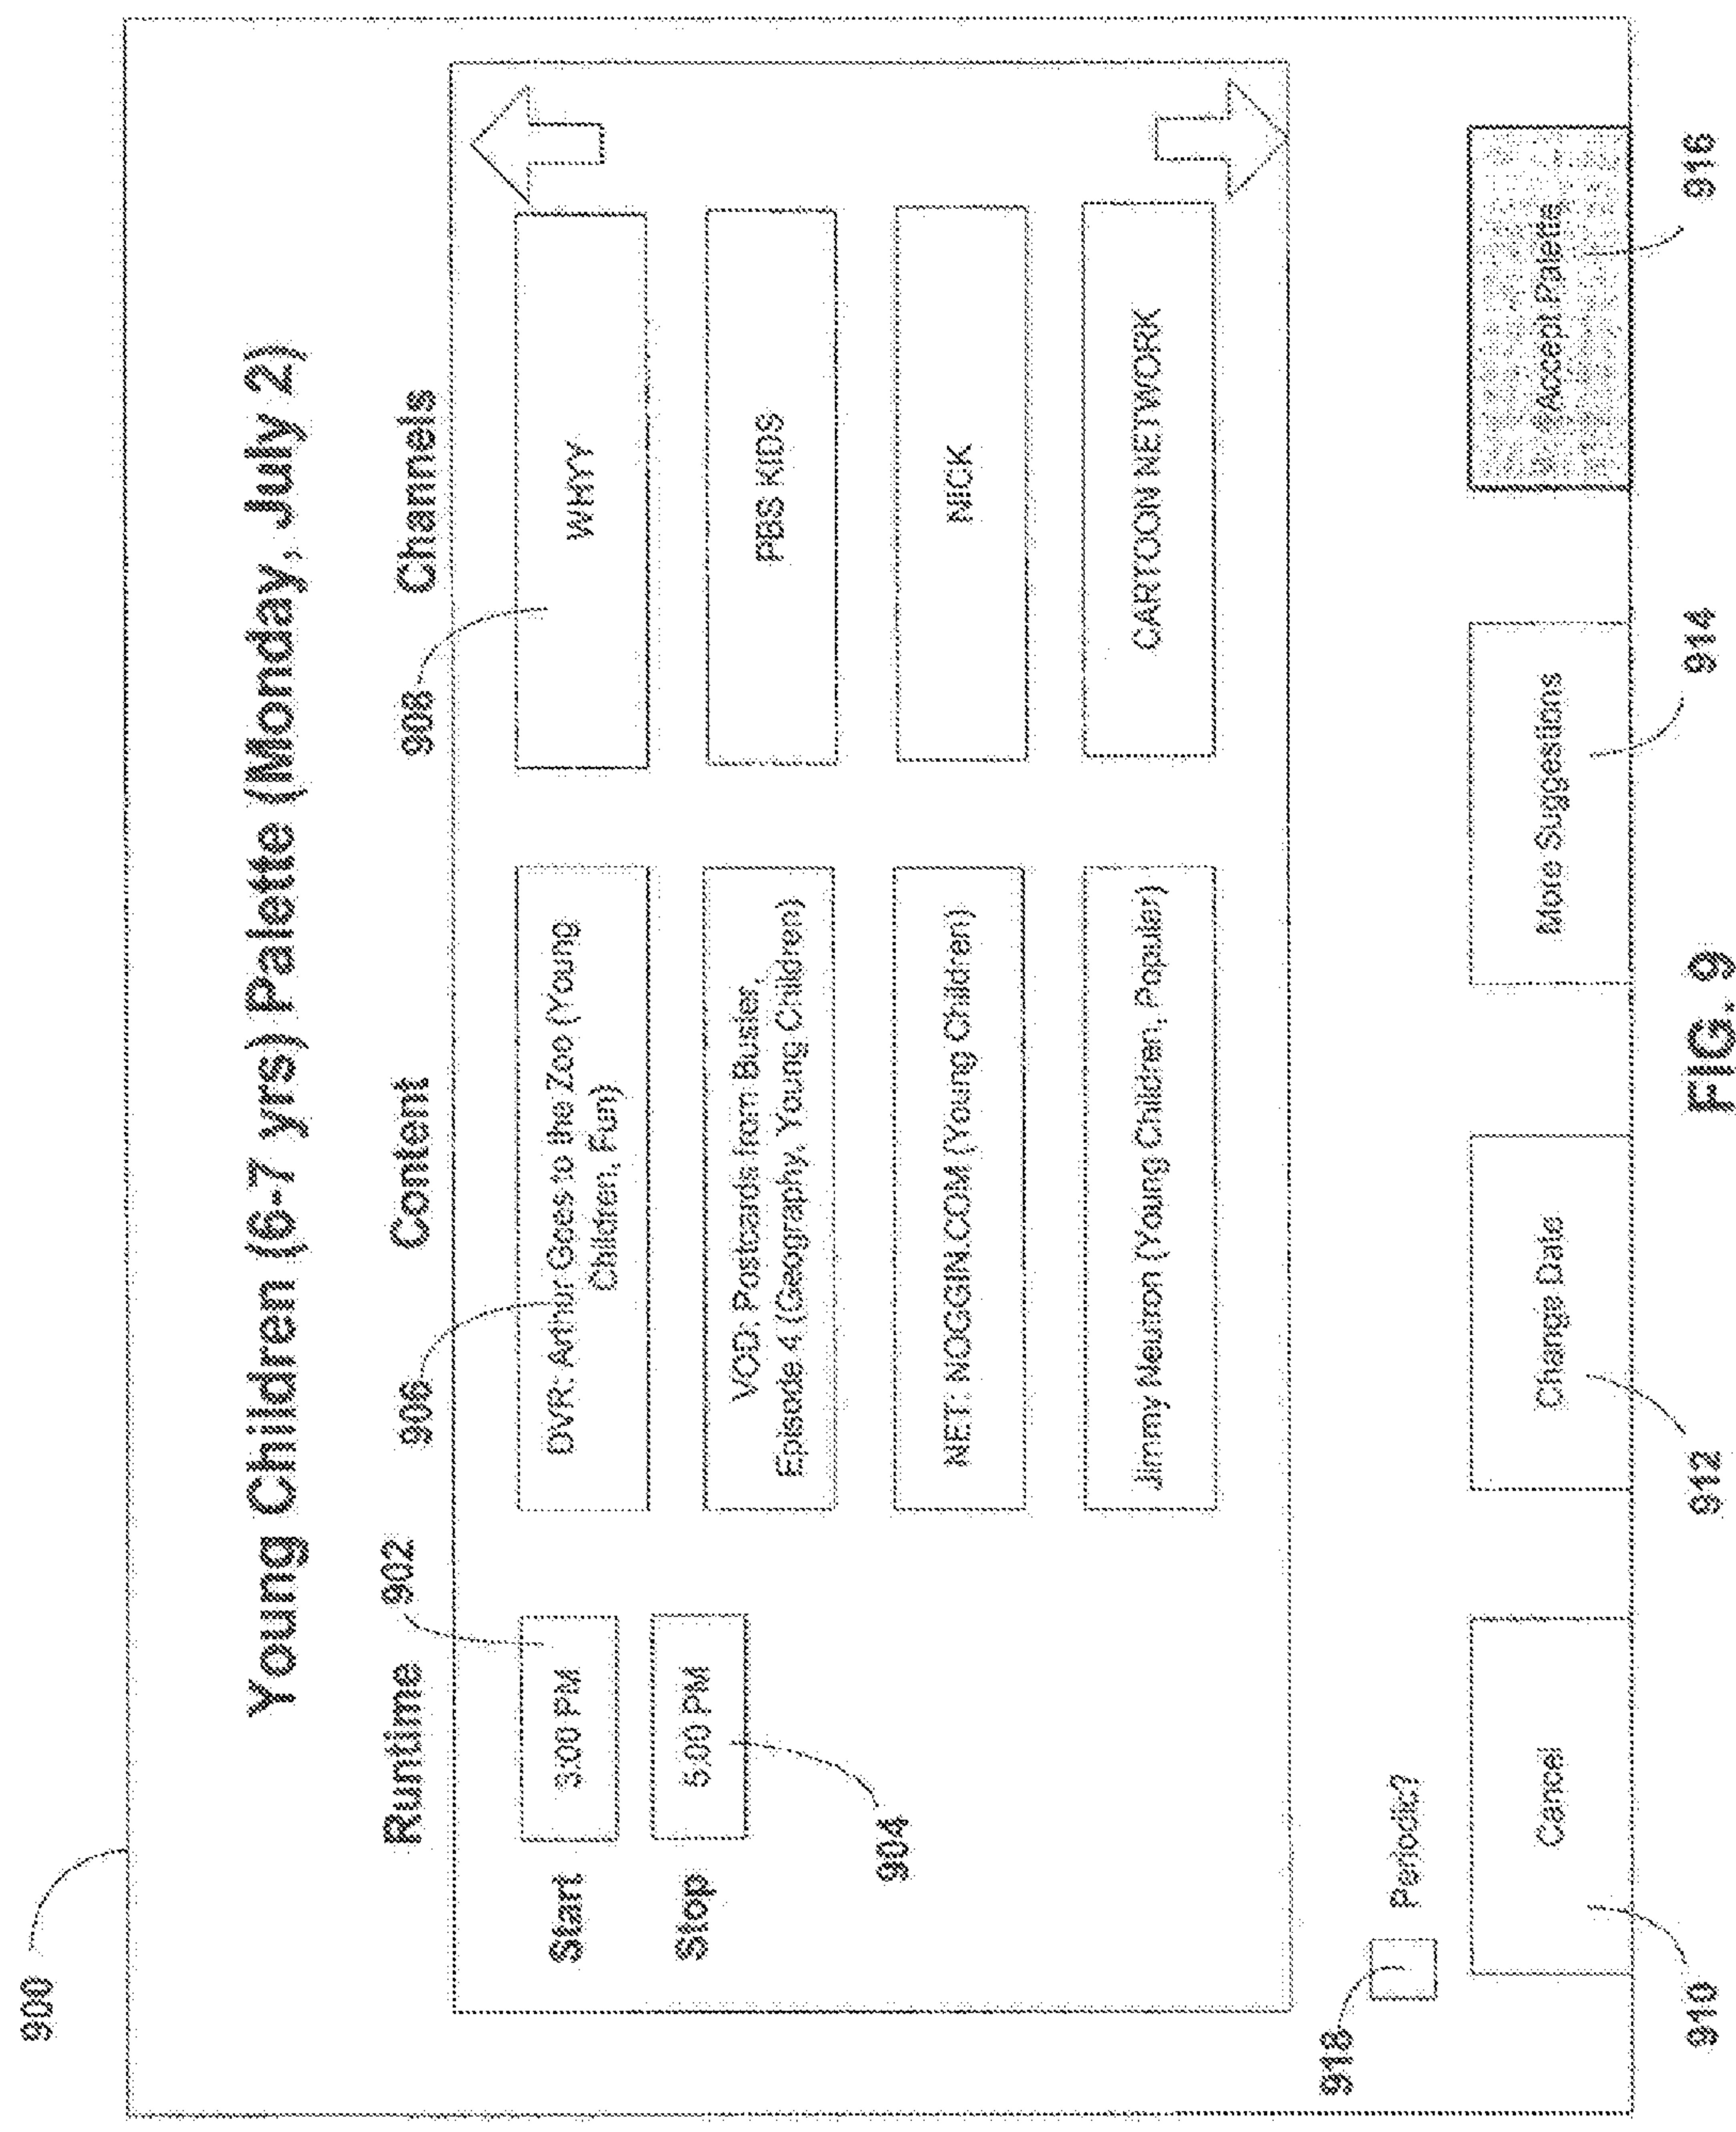 900
Young Children (6-7 yrs) Palette (Monday, July 2)
Runtime
902
906
Content
908
Channels
Start
3:00 PM
DVR: Arthur Goes to the Zoo (Young
Children, Fun)
WHYY
Stop
5:00 PM
VOD: Postcards from Buster,
Episode 4 (Geography, Young Children)
PBS KIDS
904
NET: NOGGIN.COM (Young Children)
NICK
Jimmy Neutron (Young Children, Popular)
CARTOON NETWORK
918
Periodic?
Cancel
Change Date
More Suggestions
Accept Palette
910
912
914
916
FIG. 9